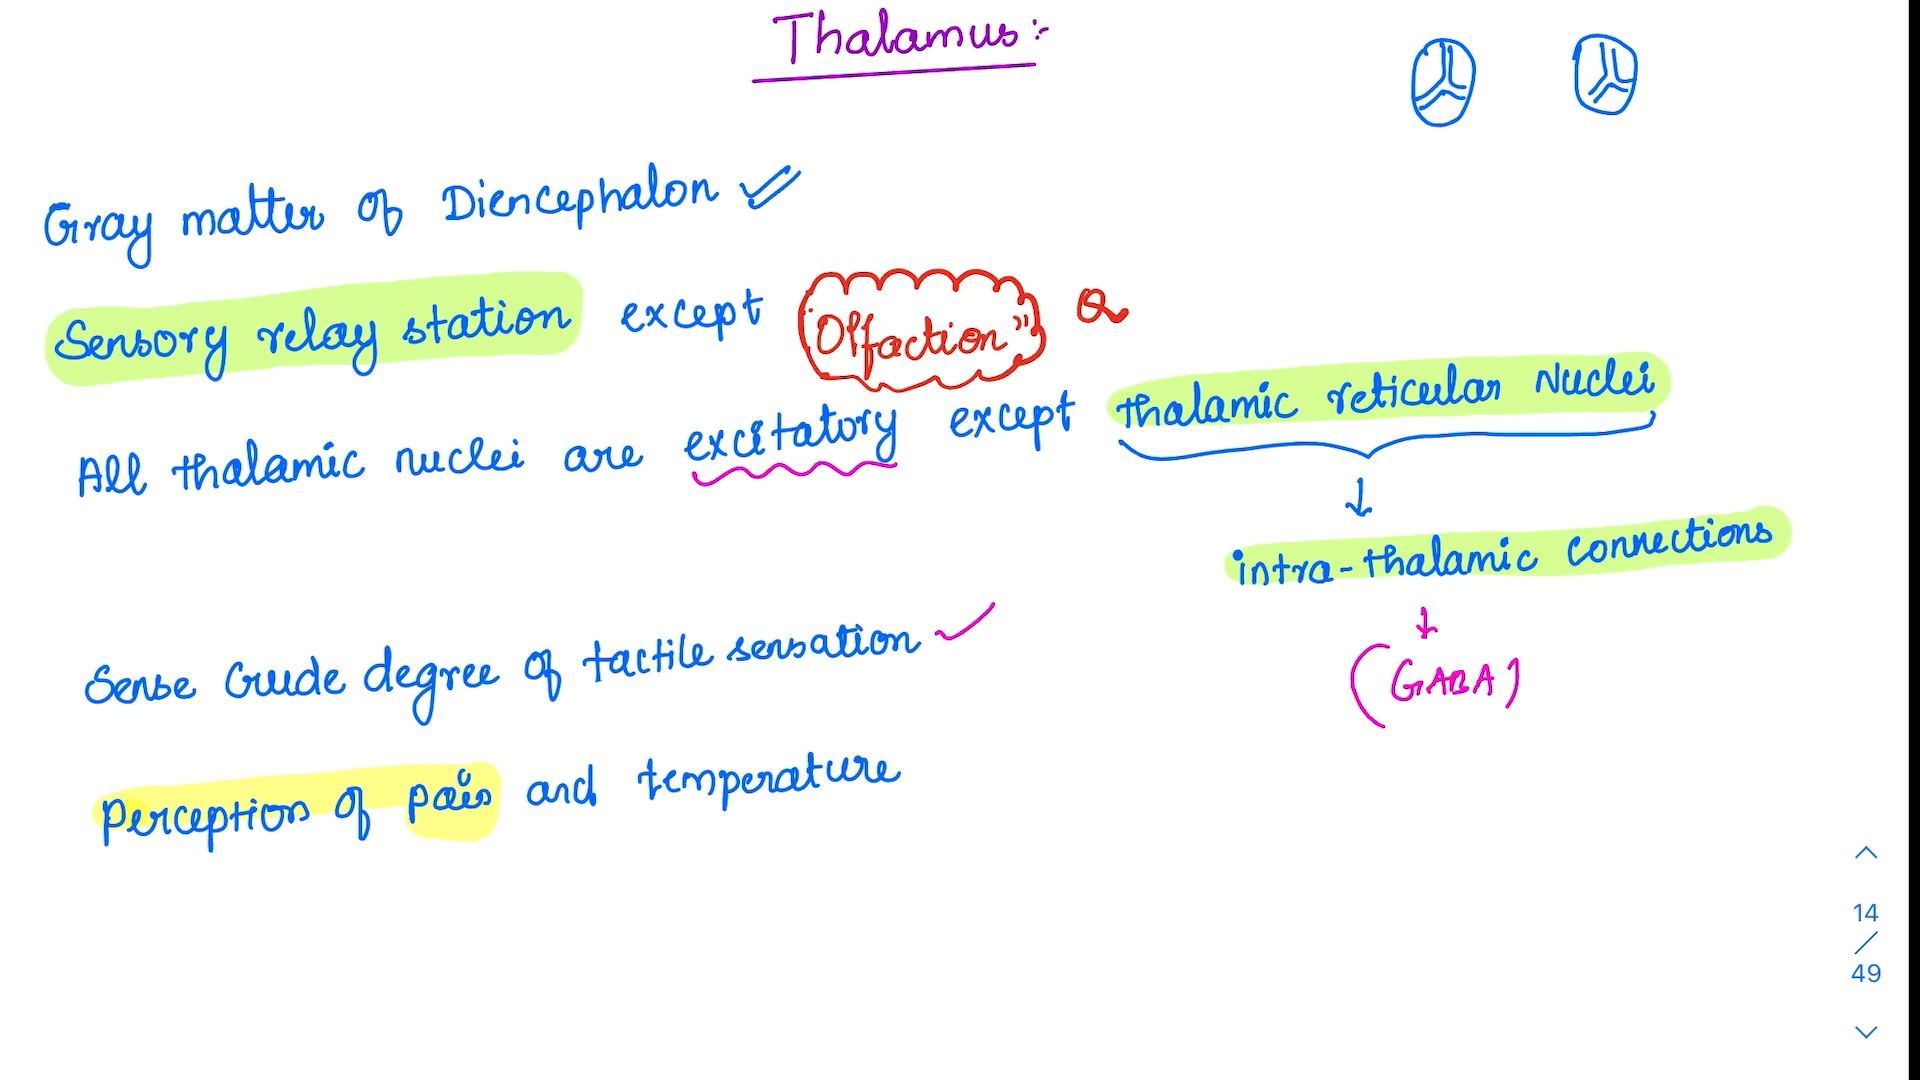 Thalamus :-
Gray matter of Diencephalon
Sensory relay station except "Olfaction" Q
All thalamic nuclei are excitatory except thalamic reticular Nuclei
↓
intra-thalamic connections
↓
(GABA)
Sense crude degree of tactile sensation
Perception of pain and temperature
14
/
49